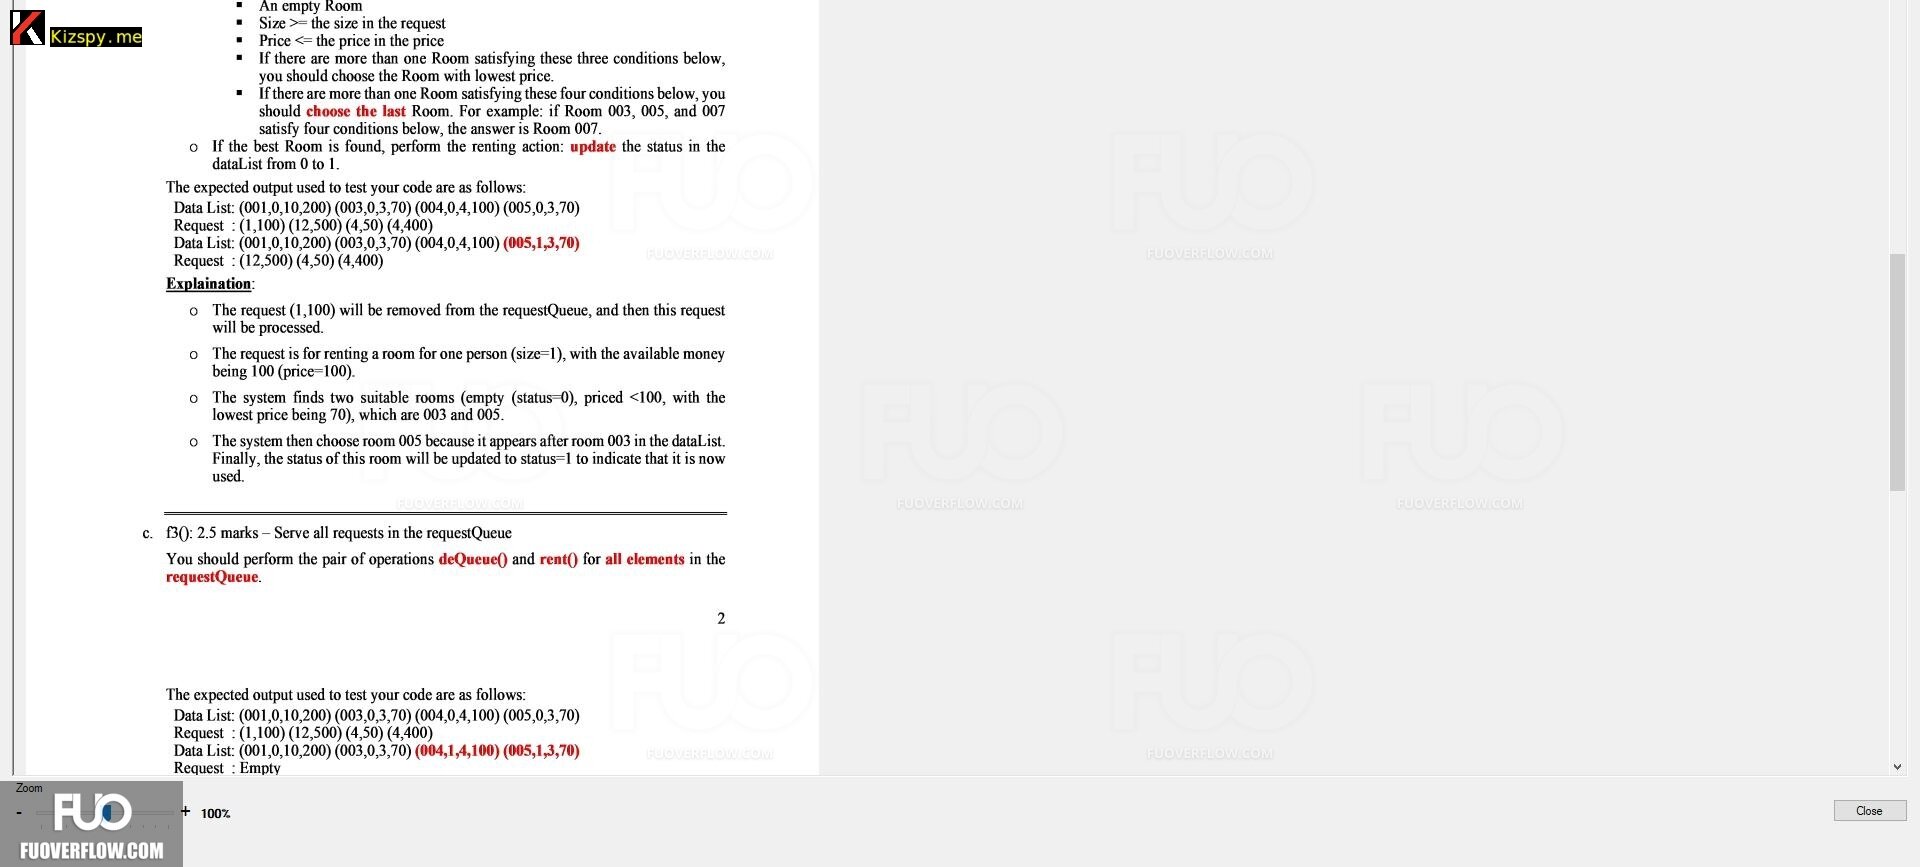 An empty Room
Size >= the size in the request
Price <= the price in the price
If there are more than one Room satisfying these three conditions below,
you should choose the Room with lowest price.
If there are more than one Room satisfying these four conditions below, you
should choose the last Room. For example: if Room 003, 005, and 007
satisfy four conditions below, the answer is Room 007.
o If the best Room is found, perform the renting action: update the status in the
dataList from 0 to 1.
The expected output used to test your code are as follows:
Data List: (001,0,10,200) (003,0,3,70) (004,0,4,100) (005,0,3,70)
Request : (1,100) (12,500) (4,50) (4,400)
Data List: (001,0,10,200) (003,0,3,70) (004,0,4,100) (005,1,3,70)
Request : (12,500) (4,50) (4,400)
Explaination:
o The request (1,100) will be removed from the requestQueue, and then this request
will be processed.
o The request is for renting a room for one person (size=1), with the available money
being 100 (price=100).
o The system finds two suitable rooms (empty (status=0), priced <100, with the
lowest price being 70), which are 003 and 005.
o The system then choose room 005 because it appears after room 003 in the dataList.
Finally, the status of this room will be updated to status=1 to indicate that it is now
used.
c. f3(): 2.5 marks – Serve all requests in the requestQueue
You should perform the pair of operations deQueue() and rent() for all elements in the
requestQueue.
2
The expected output used to test your code are as follows:
Data List: (001,0,10,200) (003,0,3,70) (004,0,4,100) (005,0,3,70)
Request : (1,100) (12,500) (4,50) (4,400)
Data List: (001,0,10,200) (003,0,3,70) (004,1,4,100) (005,1,3,70)
Request : Empty
Kizspy.me
FUO
FUOVERFLOW.COM
FUO
FUOVERFLOW.COM
FUO
FUOVERFLOW.COM
FUO
FUOVERFLOW.COM
FUO
FUOVERFLOW.COM
FUO
FUOVERFLOW.COM
FUO
FUOVERFLOW.COM
Zoom
- + 100%
FUO
FUOVERFLOW.COM
Close